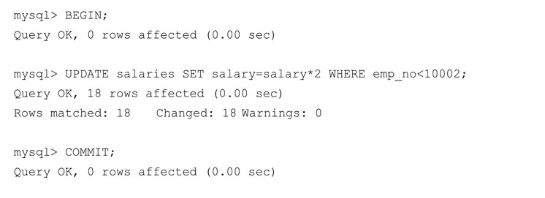 mysql> BEGIN;
Query OK, 0 rows affected (0.00 sec)
mysql> UPDATE salaries SET salary=salary*2 WHERE emp_no<10002;
Query OK, 18 rows affected (0.00 sec)
Rows matched: 18 Changed: 18 Warnings: 0
mysql> COMMIT;
Query OK, 0 rows affected (0.00 sec)